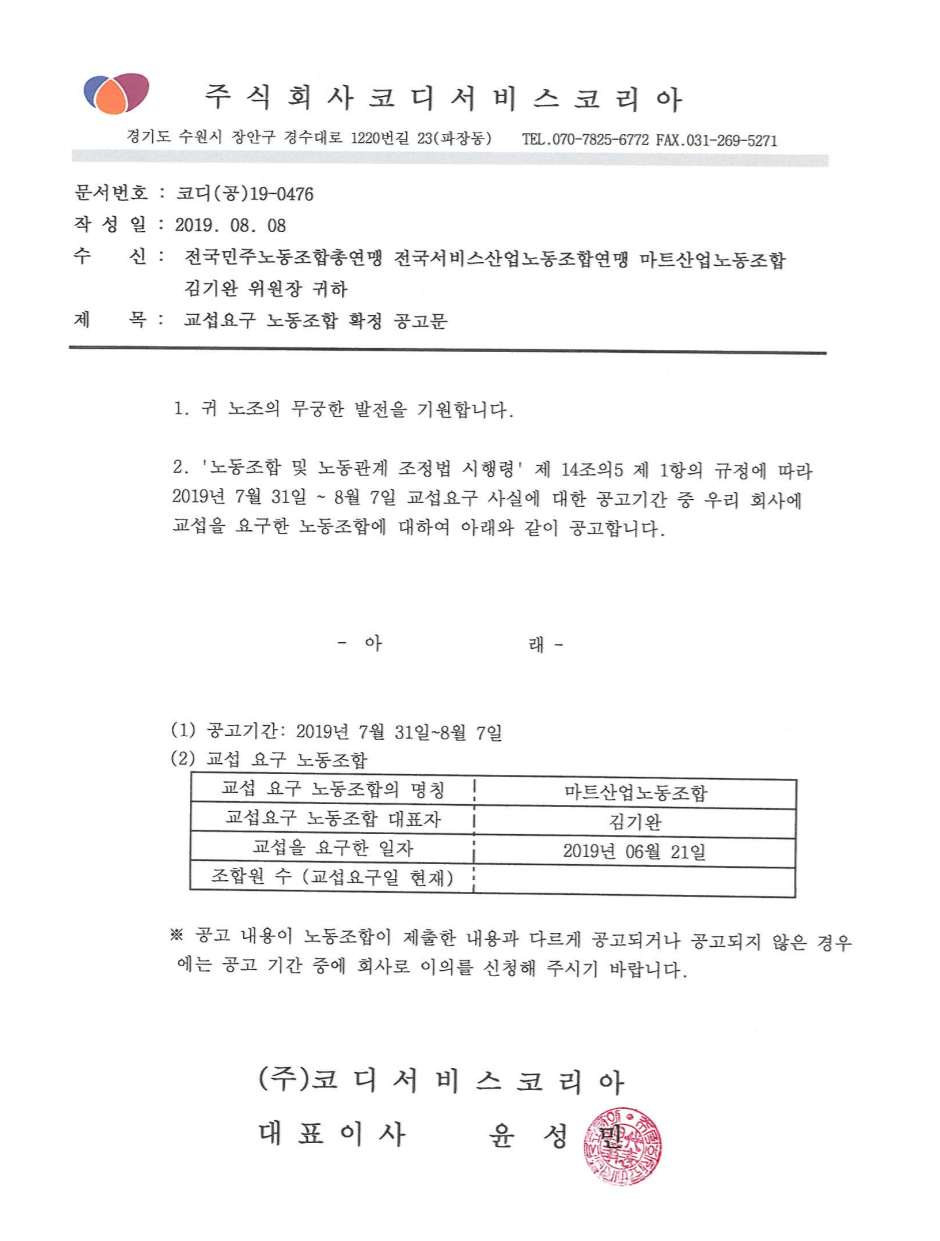 주식회사코디서비스코리아
경기도 수원시 장안구 경수대로 1220번길 23(파장동) TEL.070-7825-6772 FAX.031-269-5271
문서번호 : 코디(공)19-0476
작 성 일 : 2019. 08. 08
수 신 : 전국민주노동조합총연맹 전국서비스산업노동조합연맹 마트산업노동조합
김기완 위원장 귀하
제 목 : 교섭요구 노동조합 확정 공고문
1. 귀 노조의 무궁한 발전을 기원합니다.
2. '노동조합 및 노동관계 조정법 시행령' 제 14조의5 제 1항의 규정에 따라
2019년 7월 31일 ~ 8월 7일 교섭요구 사실에 대한 공고기간 중 우리 회사에
교섭을 요구한 노동조합에 대하여 아래와 같이 공고합니다.
- 아 래 -
(1) 공고기간: 2019년 7월 31일~8월 7일
(2) 교섭 요구 노동조합
교섭 요구 노동조합의 명칭 마트산업노동조합
교섭요구 노동조합 대표자 김기완
교섭을 요구한 일자 2019년 06월 21일
조합원 수 (교섭요구일 현재)
※ 공고 내용이 노동조합이 제출한 내용과 다르게 공고되거나 공고되지 않은 경우
에는 공고 기간 중에 회사로 이의를 신청해 주시기 바랍니다.
(주)코디서비스코리아
대표이사 윤 성 민